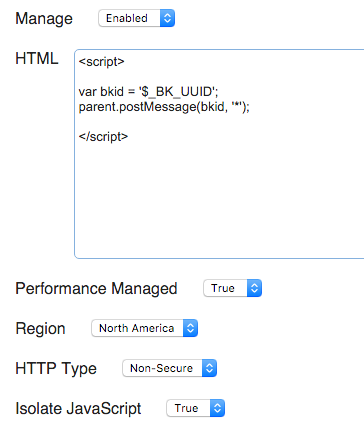 Manage Enabled
HTML <script>
var bkid = '$_BK_UUID';
parent.postMessage(bkid, '*');
</script>
Performance Managed True
Region North America
HTTP Type Non-Secure
Isolate JavaScript True